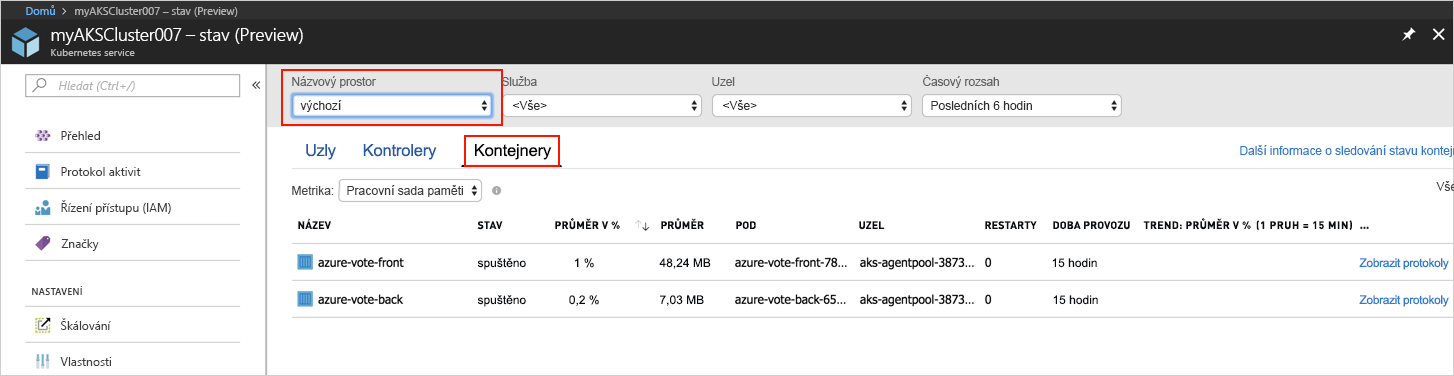 Domů > myAKSCluster007 – stav (Preview)
myAKSCluster007 – stav (Preview)
Kubernetes service
Hledat (Ctrl+/)
Přehled
Protokol aktivit
Řízení přístupu (IAM)
Značky
NASTAVENÍ
Škálování
Vlastnosti
Názvový prostor Služba Uzel Časový rozsah
výchozí <Vše> <Vše> Posledních 6 hodin
Uzly Kontrolery Kontejnery
Další informace o sledování stavu kontej
Metrika: Pracovní sada paměti
Vše
NÁZEV STAV PRŮMĚR V % PRŮMĚR POD UZEL RESTARTY DOBA PROVOZU TREND: PRŮMĚR V % (1 PRUH = 15 MIN) ...
azure-vote-front spuštěno 1 % 48,24 MB azure-vote-front-78... aks-agentpool-3873... 0 15 hodin Zobrazit protokoly
azure-vote-back spuštěno 0,2 % 7,03 MB azure-vote-back-65... aks-agentpool-3873... 0 15 hodin Zobrazit protokoly